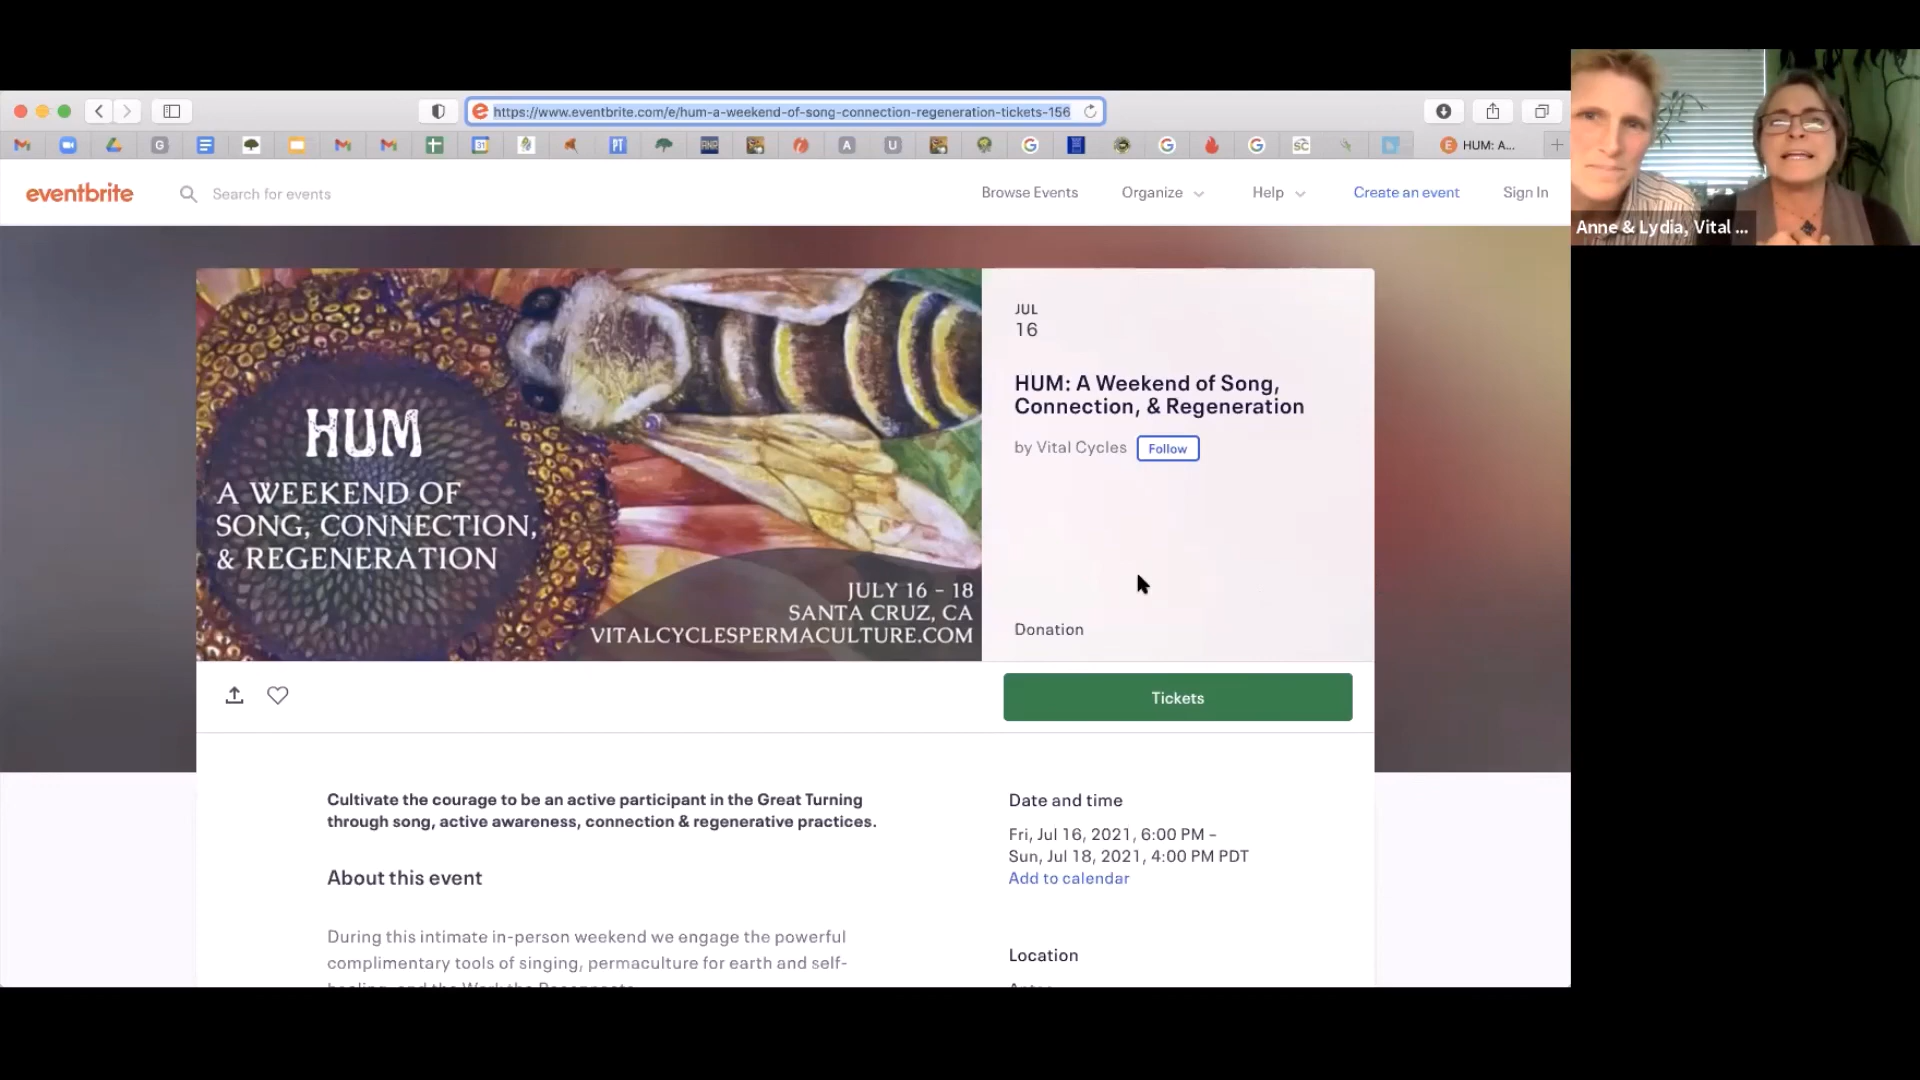 https://www.eventbrite.com/e/hum-a-weekend-of-song-connection-regeneration-tickets-156
31
PT
RNR
A
U
SC
HUM: A...
eventbrite
Search for events
Browse Events
Organize
Help
Create an event
Sign In
Anne & Lydia, Vital ...
HUM
A WEEKEND OF
SONG, CONNECTION,
& REGENERATION
JULY 16 - 18
SANTA CRUZ, CA
VITALCYCLESPERMACULTURE.COM
JUL
16
HUM: A Weekend of Song,
Connection, & Regeneration
by Vital Cycles
Follow
Donation
Tickets
Cultivate the courage to be an active participant in the Great Turning
through song, active awareness, connection & regenerative practices.
About this event
During this intimate in-person weekend we engage the powerful
complimentary tools of singing, permaculture for earth and self-
Date and time
Fri, Jul 16, 2021, 6:00 PM –
Sun, Jul 18, 2021, 4:00 PM PDT
Add to calendar
Location